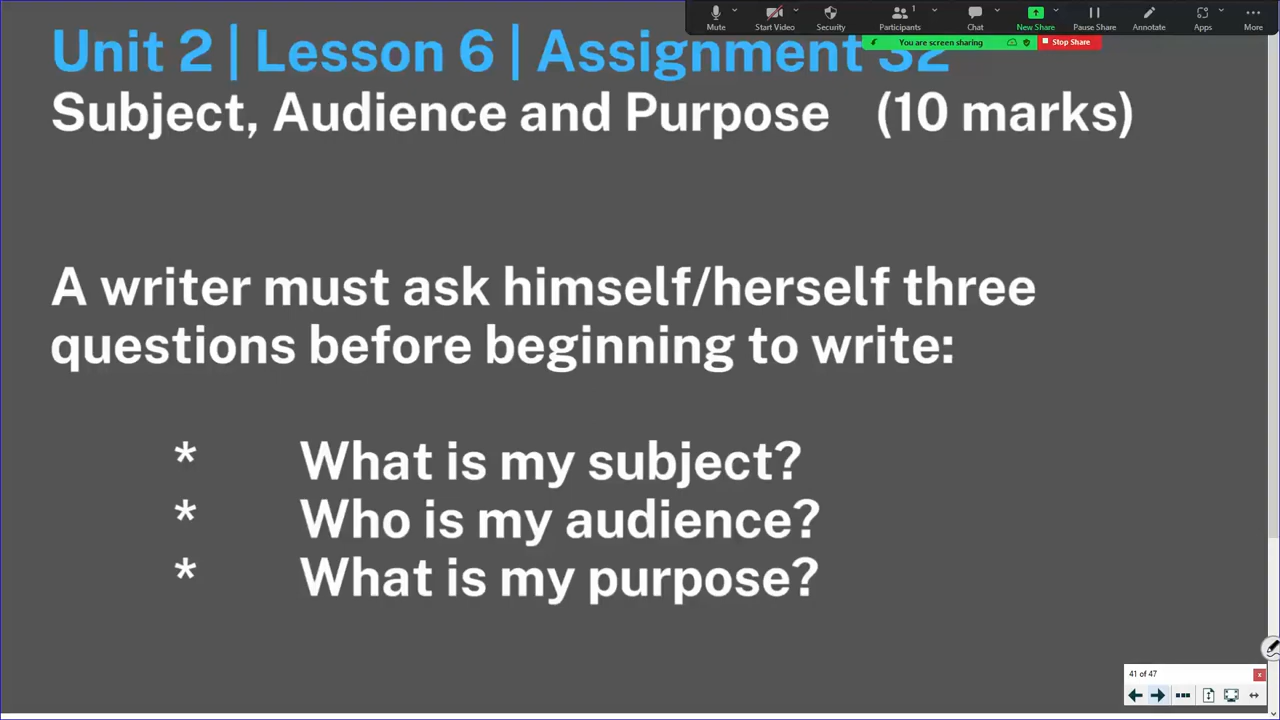 Mute
Start Video
Security
Participants
1
Chat
New Share
Pause Share
Annotate
Apps
More
You are screen sharing
Stop Share
Unit 2 | Lesson 6 | Assignment 32
Subject, Audience and Purpose (10 marks)
A writer must ask himself/herself three
questions before beginning to write:
* What is my subject?
* Who is my audience?
* What is my purpose?
41 of 47
x